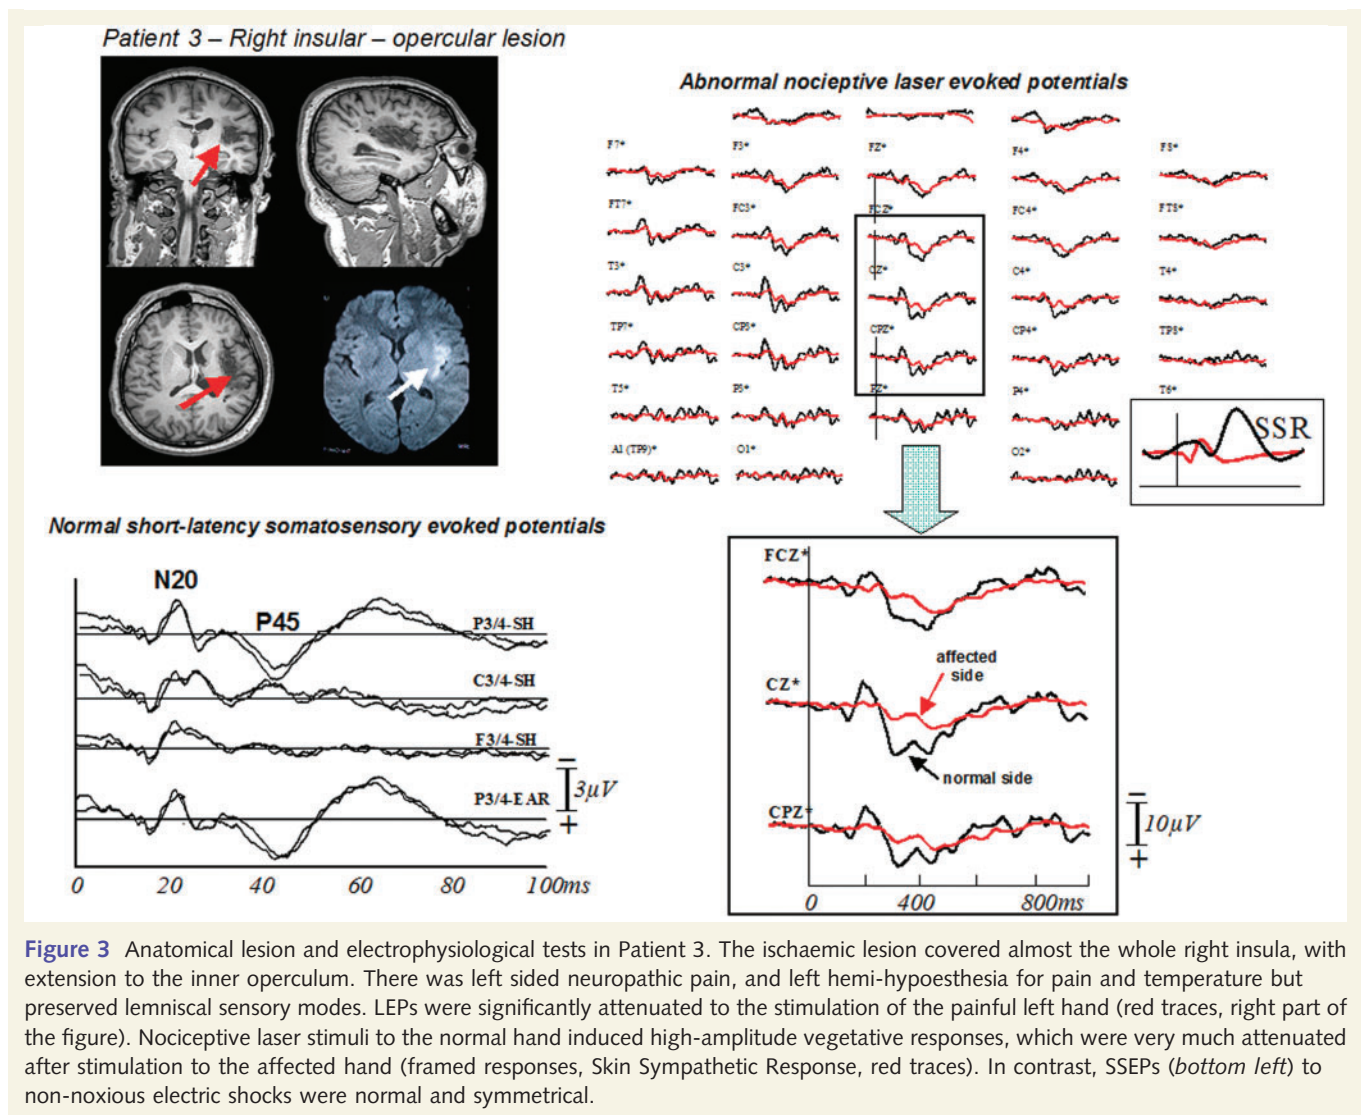 Patient 3 – Right insular – opercular lesion
Abnormal nocieptive laser evoked potentials
F7* F3* FZ* F4* F8*
FT7* FC3* FCZ* FC4* FT8*
T3* C3* CZ* C4* T4*
TP7* CP3* CPZ* CP4* TP8*
T5* P3* PZ* P4* T6*
A1 (TP9)* O1* O2*
SSR
Normal short-latency somatosensory evoked potentials
N20
P45
P3/4-SH
C3/4-SH
F3/4-SH
P3/4-EAR
−
3µV
+
0 20 40 60 80 100ms
FCZ*
affected
side
CZ*
normal side
CPZ*
−
10µV
+
0 400 800ms
Figure 3 Anatomical lesion and electrophysiological tests in Patient 3. The ischaemic lesion covered almost the whole right insula, with
extension to the inner operculum. There was left sided neuropathic pain, and left hemi-hypoesthesia for pain and temperature but
preserved lemniscal sensory modes. LEPs were significantly attenuated to the stimulation of the painful left hand (red traces, right part of
the figure). Nociceptive laser stimuli to the normal hand induced high-amplitude vegetative responses, which were very much attenuated
after stimulation to the affected hand (framed responses, Skin Sympathetic Response, red traces). In contrast, SSEPs (bottom left) to
non-noxious electric shocks were normal and symmetrical.